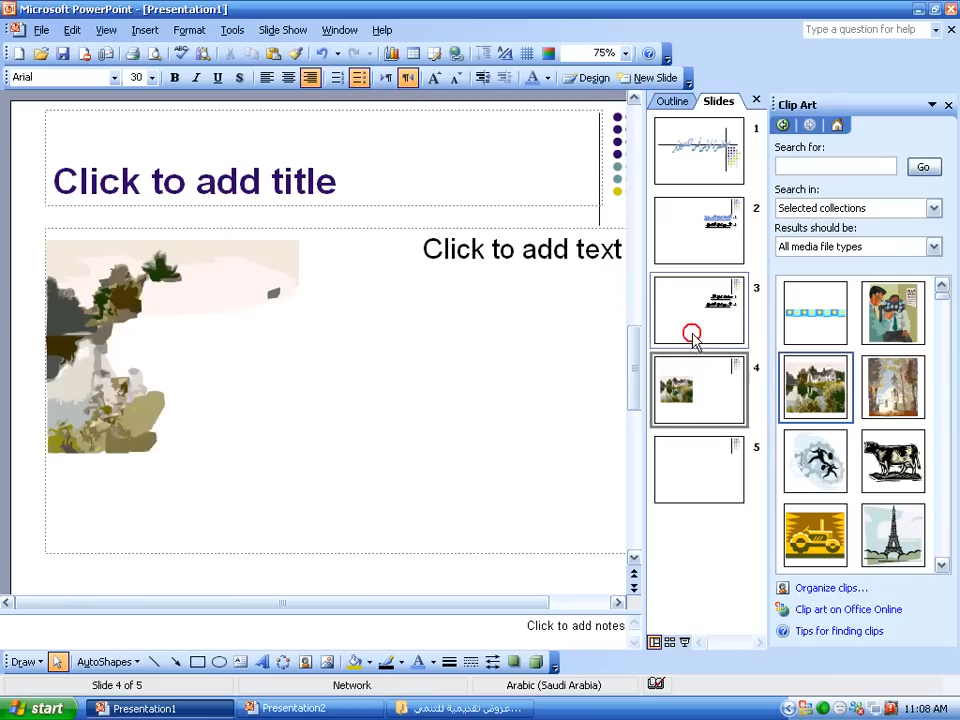 Microsoft PowerPoint - [Presentation1]
File Edit View Insert Format Tools Slide Show Window Help
Type a question for help
75%
Arial 30 B I U S A Design New Slide
Outline Slides
Clip Art
Search for:
Go
Search in:
Selected collections
Results should be:
All media file types
Click to add title
Click to add text
1
2
3
4
5
Organize clips...
Clip art on Office Online
Tips for finding clips
Click to add notes
Draw AutoShapes
Slide 4 of 5 Network Arabic (Saudi Arabia)
start Presentation1 Presentation2 عروض تقديمية للتنمي... 11:08 AM